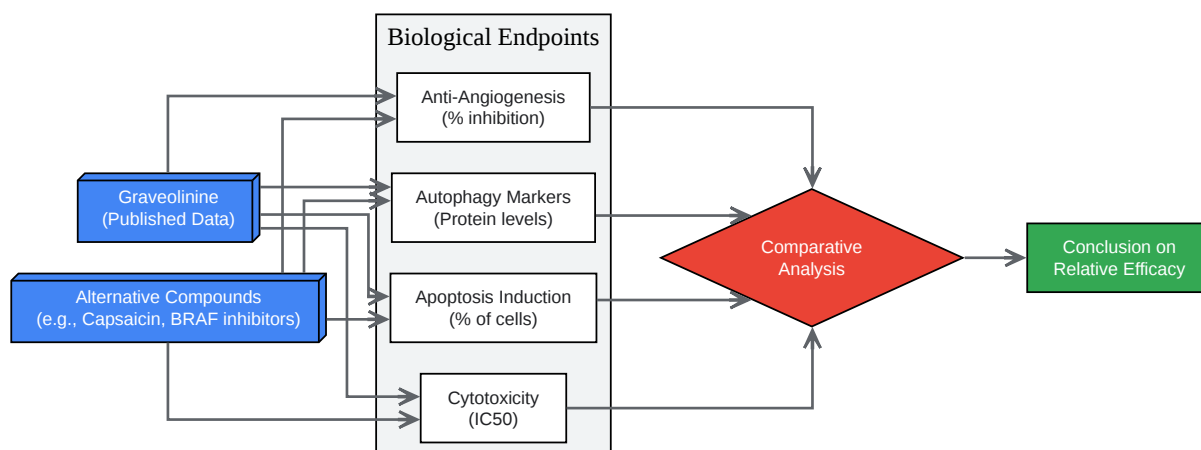 Biological Endpoints
Anti-Angiogenesis
(% inhibition)
Graveolinine
(Published Data)
Autophagy Markers
(Protein levels)
Comparative
Analysis
Conclusion on
Relative Efficacy
Alternative Compounds
(e.g., Capsaicin, BRAF inhibitors)
Apoptosis Induction
(% of cells)
Cytotoxicity
(IC50)